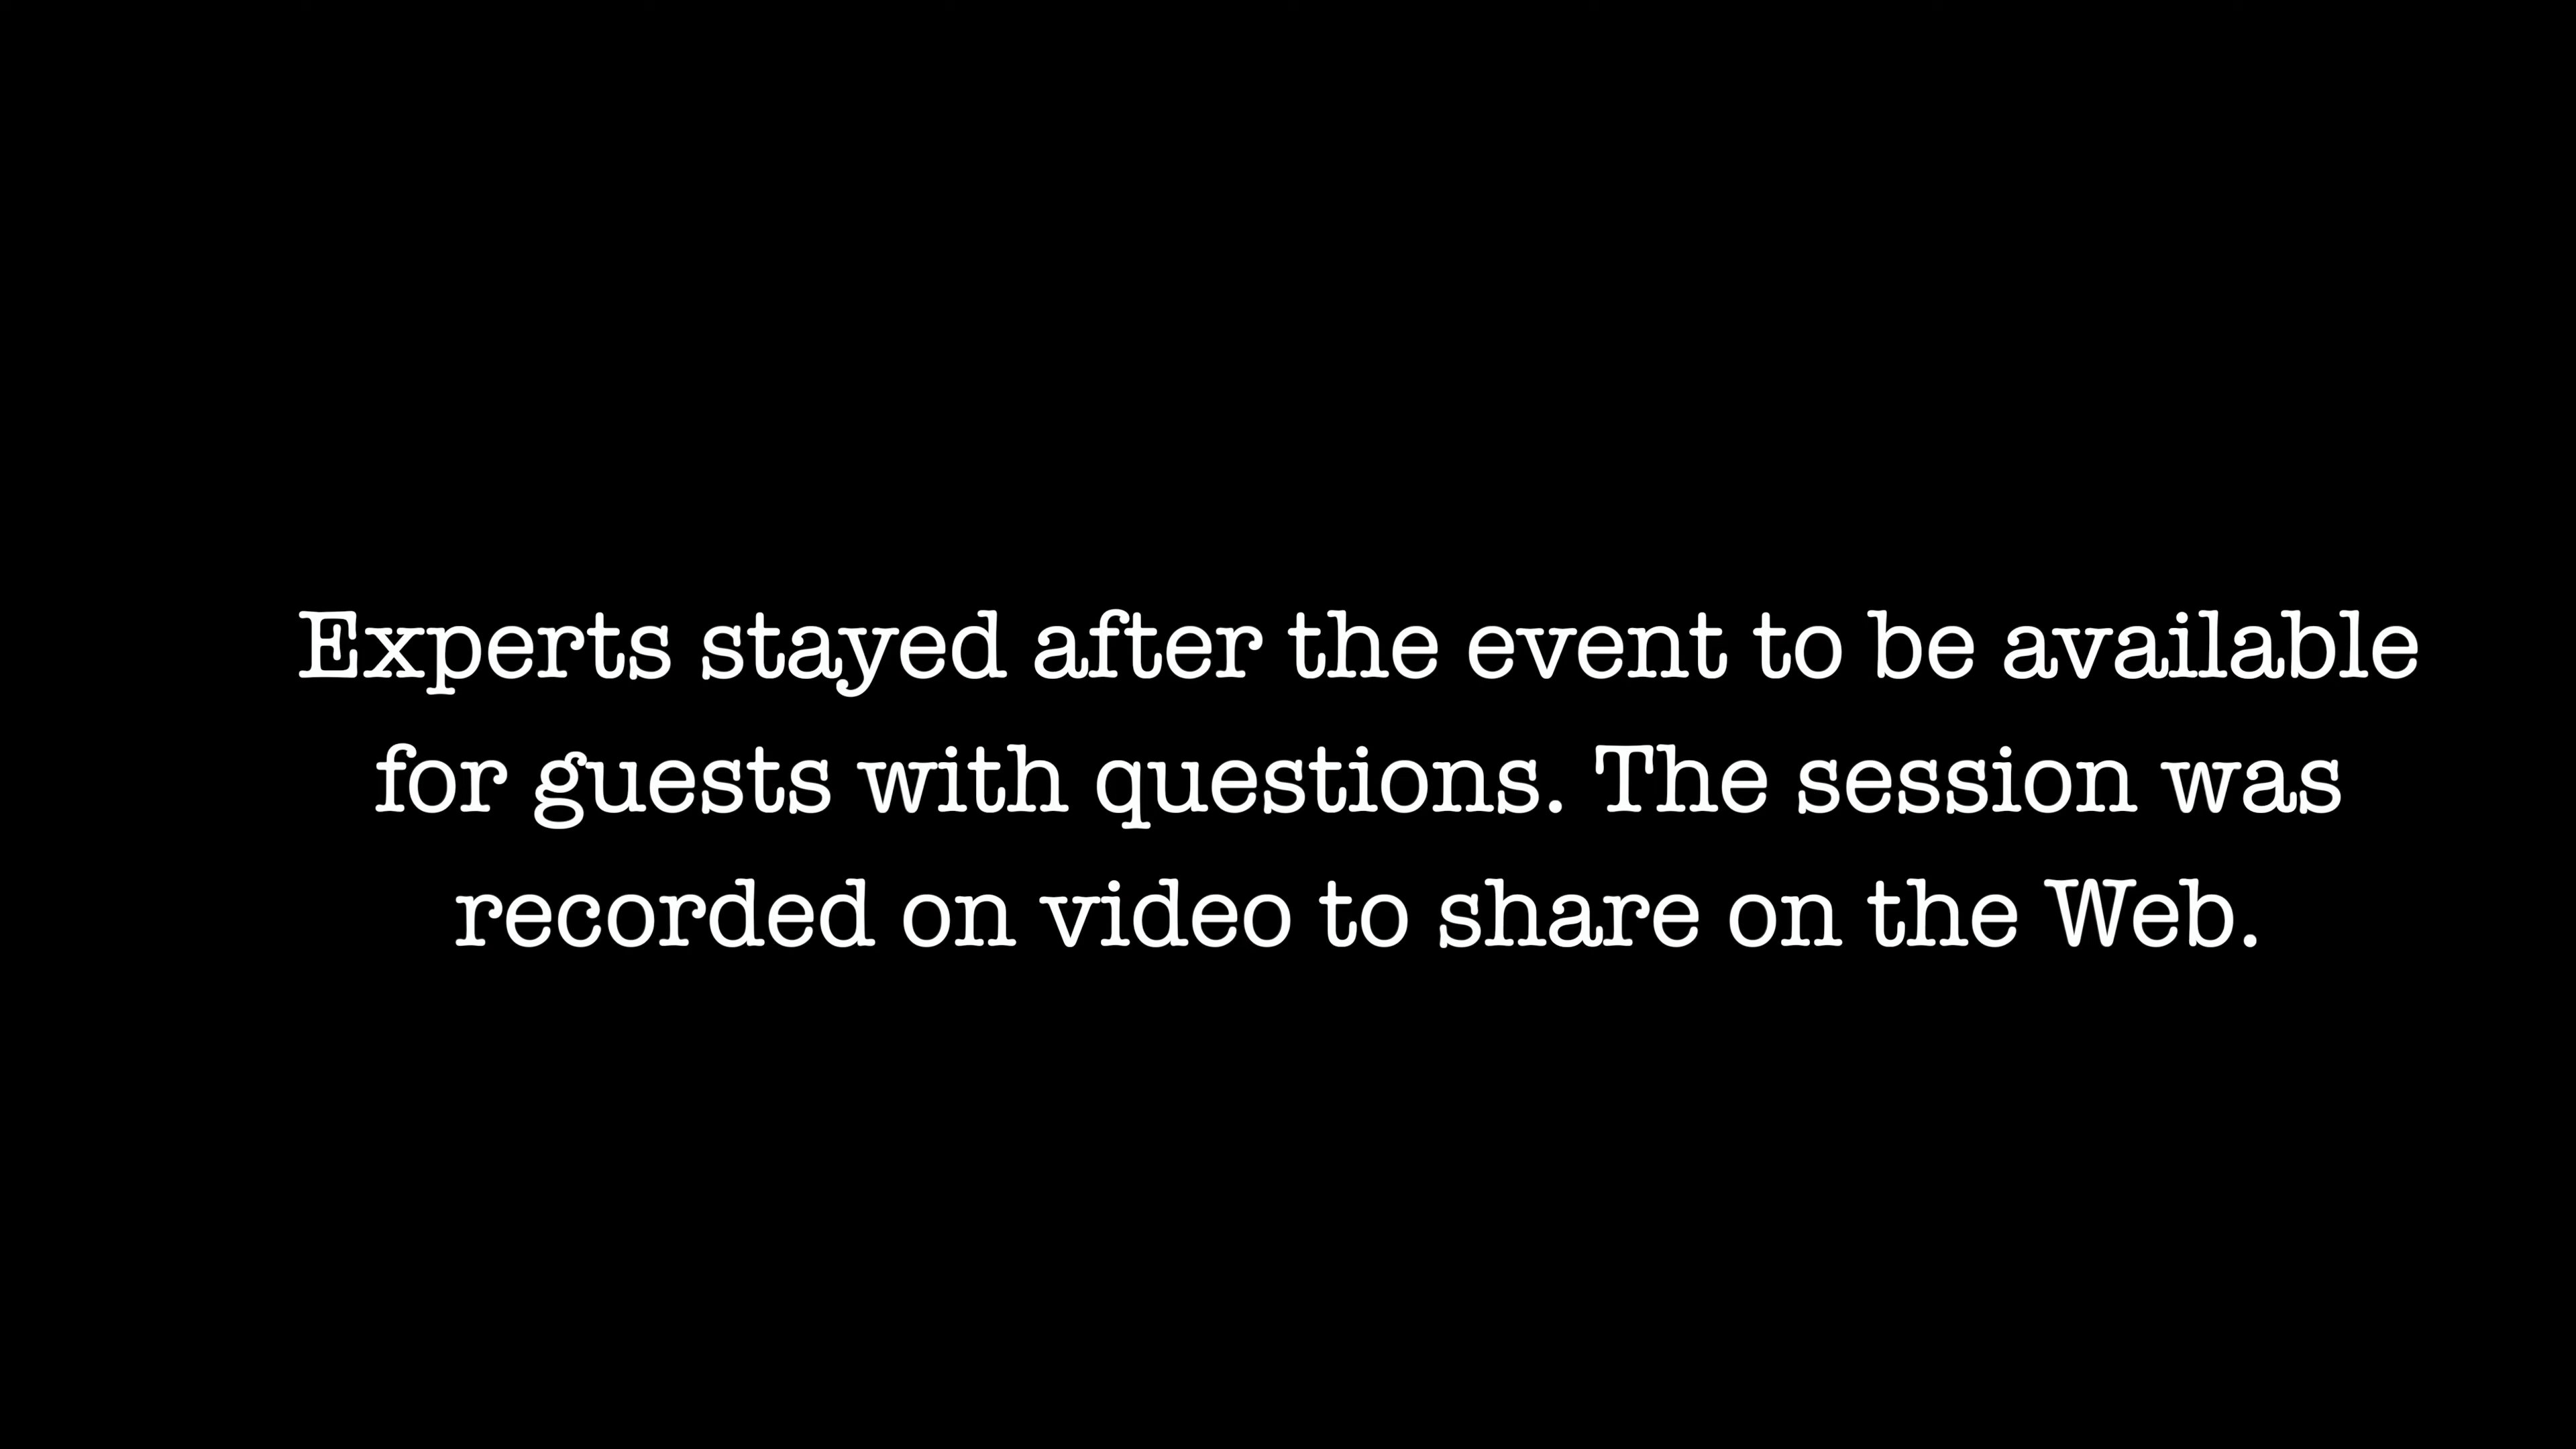 Experts stayed after the event to be available
for guests with questions. The session was
recorded on video to share on the Web.